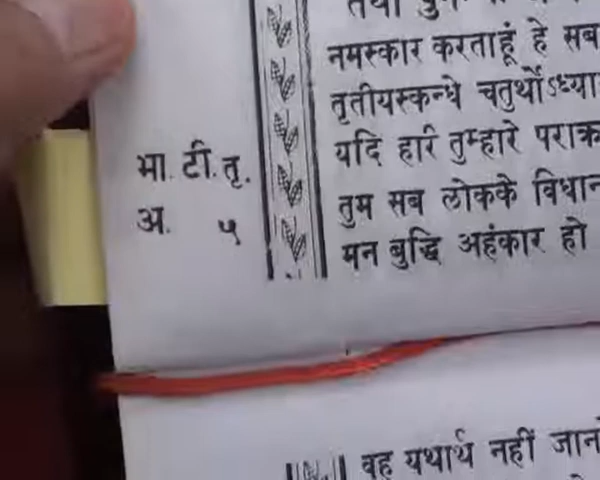 नमस्कार करताहूं हे सब
तृतीयस्कन्धे चतुर्थोऽध्या
यदि हरि तुम्हारे पराक्र
भा. टी. तृ.
तुम सब लोकके विधान
अ. ५
मन बुद्धि अहंकार हो
वह यथार्थ नहीं जान